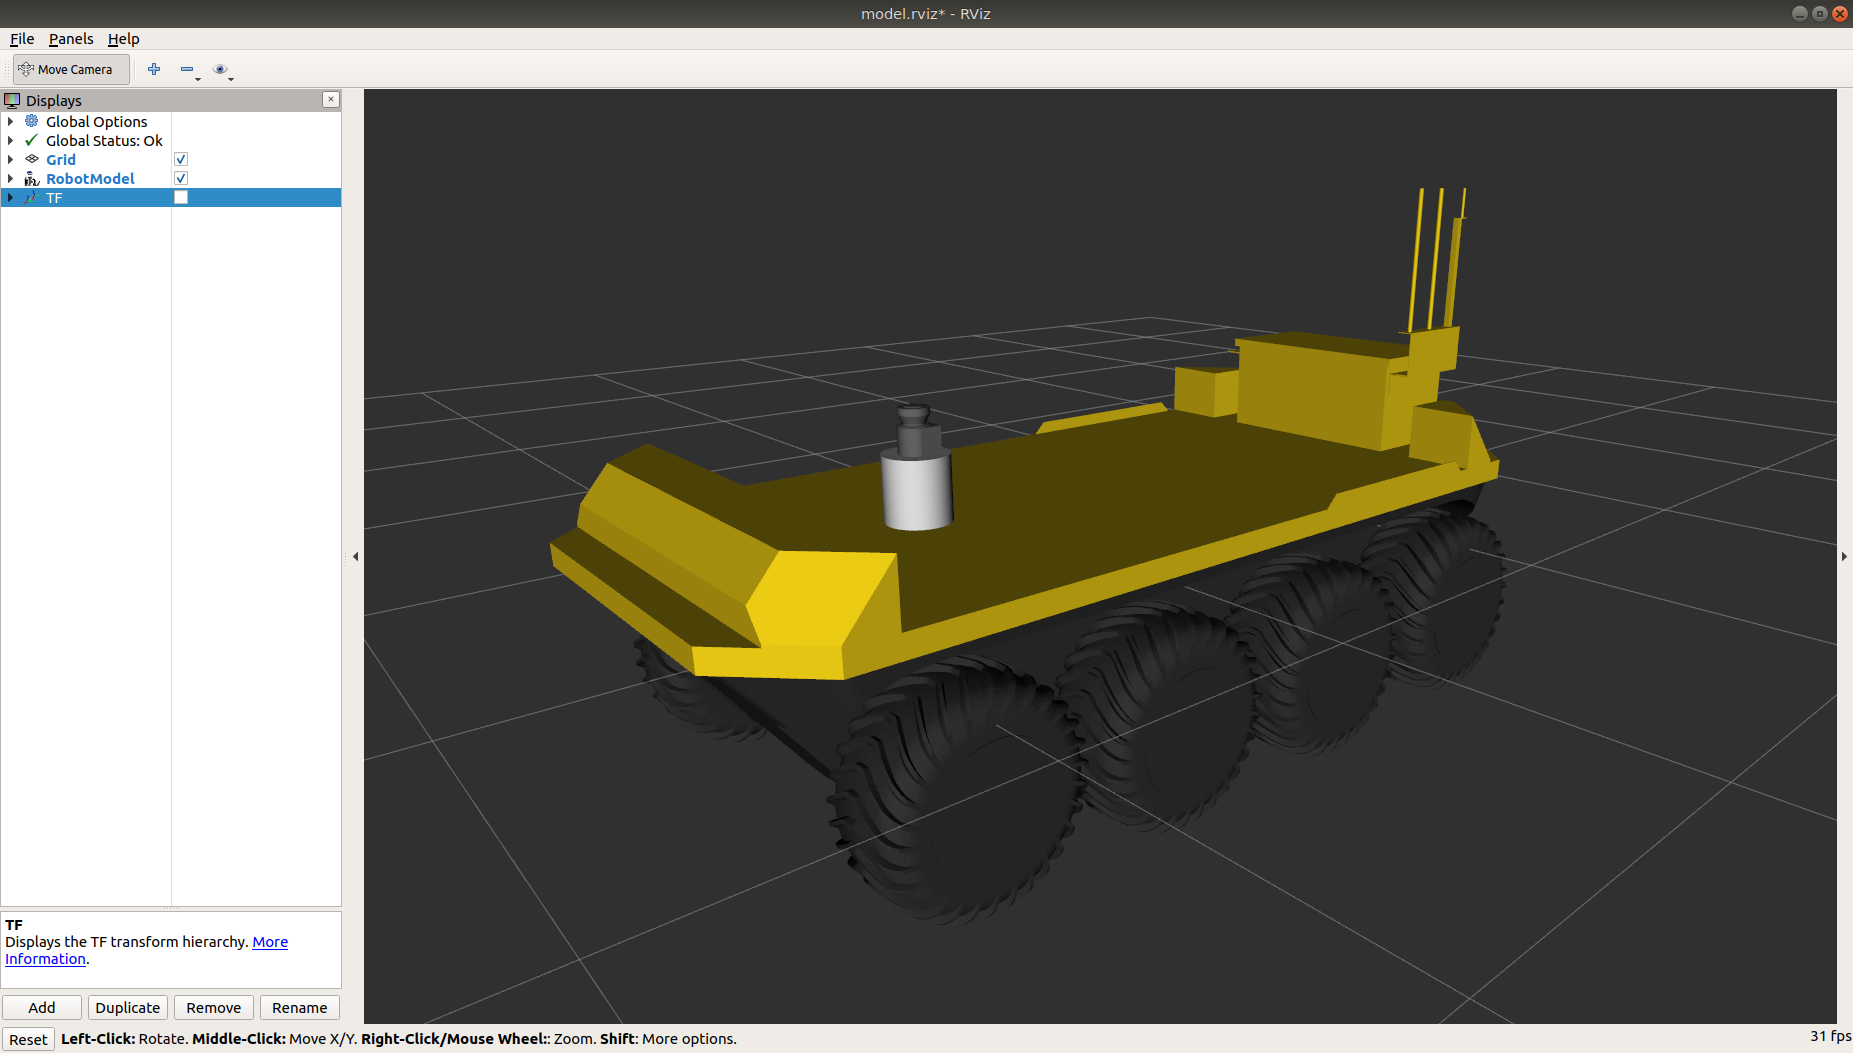 model.rviz* - RViz
File Panels Help
Move Camera
Displays
Global Options
Global Status: Ok
Grid
RobotModel
TF
TF
Displays the TF transform hierarchy. More
Information.
Add Duplicate Remove Rename
Reset Left-Click: Rotate. Middle-Click: Move X/Y. Right-Click/Mouse Wheel:: Zoom. Shift: More options. 31 fps